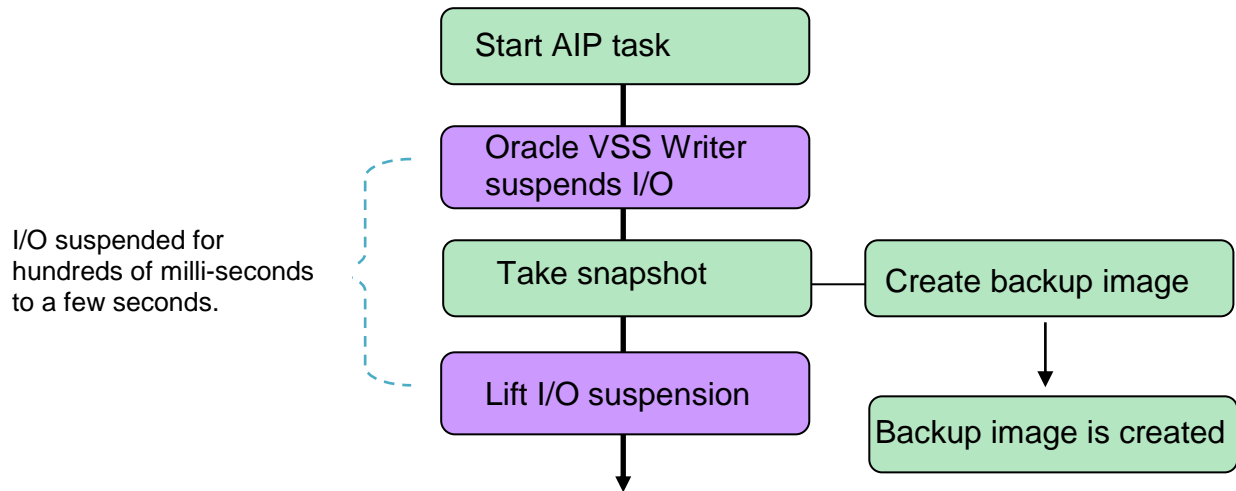 Start AIP task
Oracle VSS Writer
suspends I/O
I/O suspended for
hundreds of milli-seconds
to a few seconds.
Take snapshot
Create backup image
Lift I/O suspension
Backup image is created